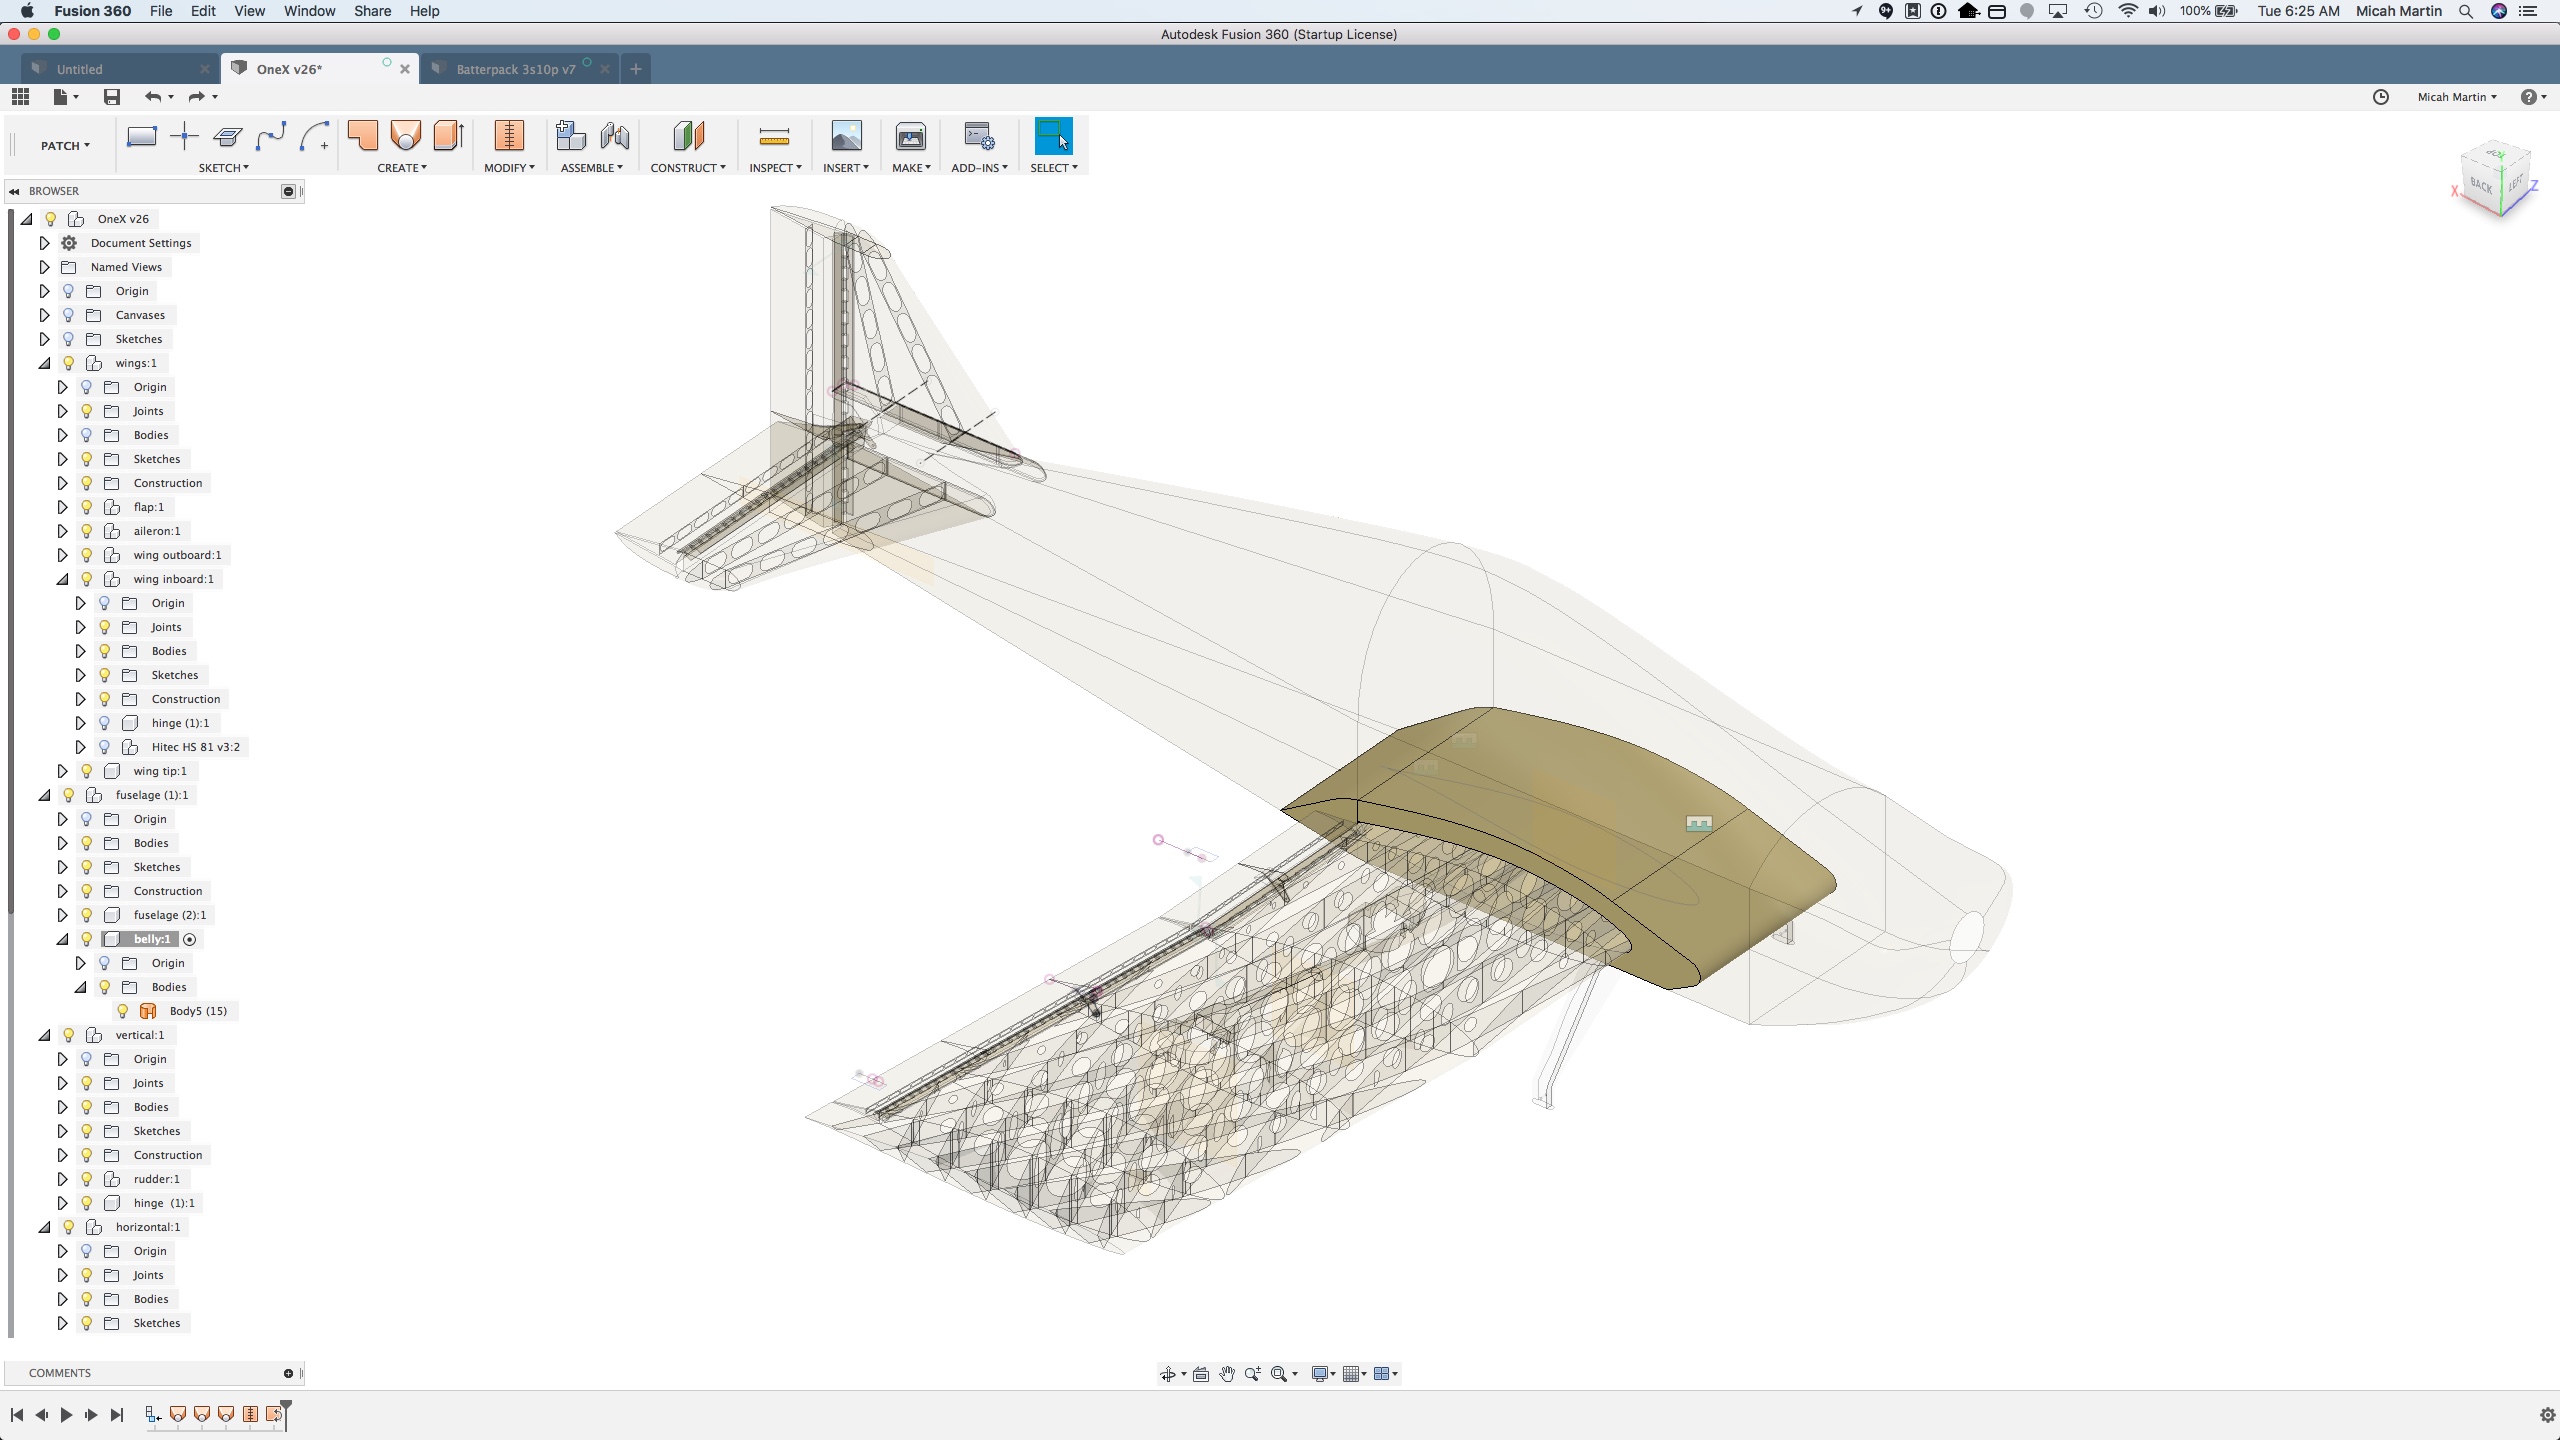 Fusion 360 File Edit View Window Share Help 9+ 100% Tue 6:25 AM Micah Martin
Autodesk Fusion 360 (Startup License)
Untitled OneX v26* Batterpack 3s10p v7
Micah Martin
PATCH
SKETCH CREATE MODIFY ASSEMBLE CONSTRUCT INSPECT INSERT MAKE ADD-INS SELECT
TOP
BACK LEFT
X Z
BROWSER
OneX v26
Document Settings
Named Views
Origin
Canvases
Sketches
wings:1
Origin
Joints
Bodies
Sketches
Construction
flap:1
aileron:1
wing outboard:1
wing inboard:1
Origin
Joints
Bodies
Sketches
Construction
hinge (1):1
Hitec HS 81 v3:2
wing tip:1
fuselage (1):1
Origin
Bodies
Sketches
Construction
fuselage (2):1
belly:1
Origin
Bodies
Body5 (15)
vertical:1
Origin
Joints
Bodies
Sketches
Construction
rudder:1
hinge (1):1
horizontal:1
Origin
Joints
Bodies
Sketches
COMMENTS